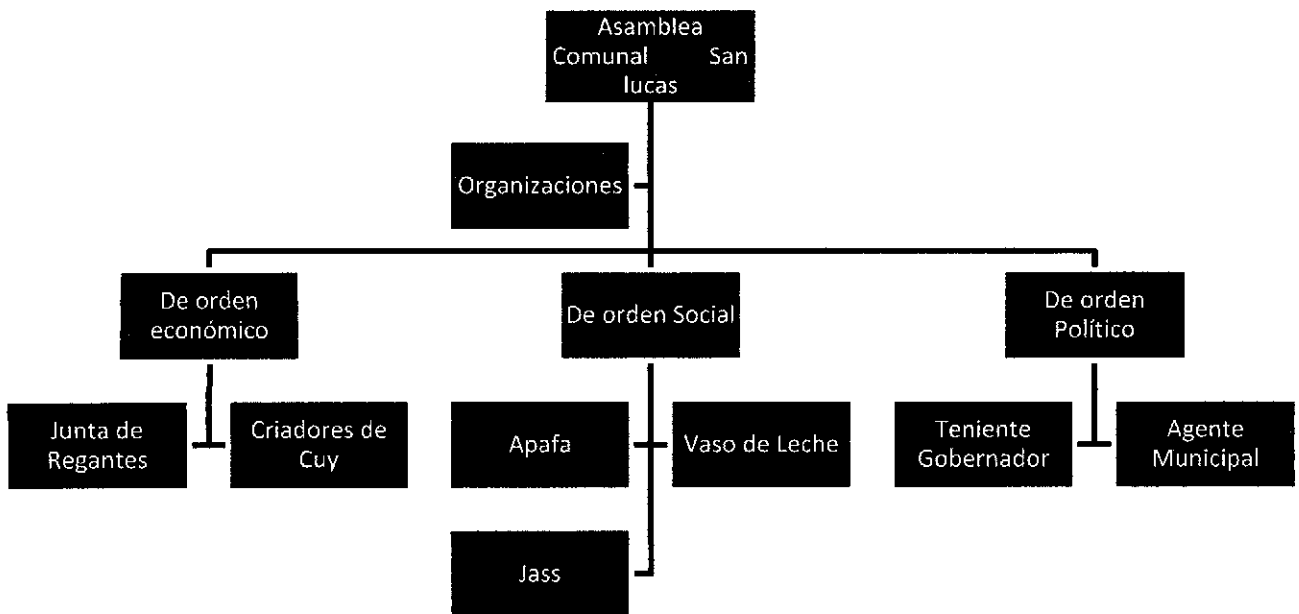 Asamblea
Comunal San
lucas
Organizaciones
De orden
económico
De orden Social
De orden
Político
Junta de
Regantes
Criadores de
Cuy
Apafa
Vaso de Leche
Teniente
Gobernador
Agente
Municipal
Jass